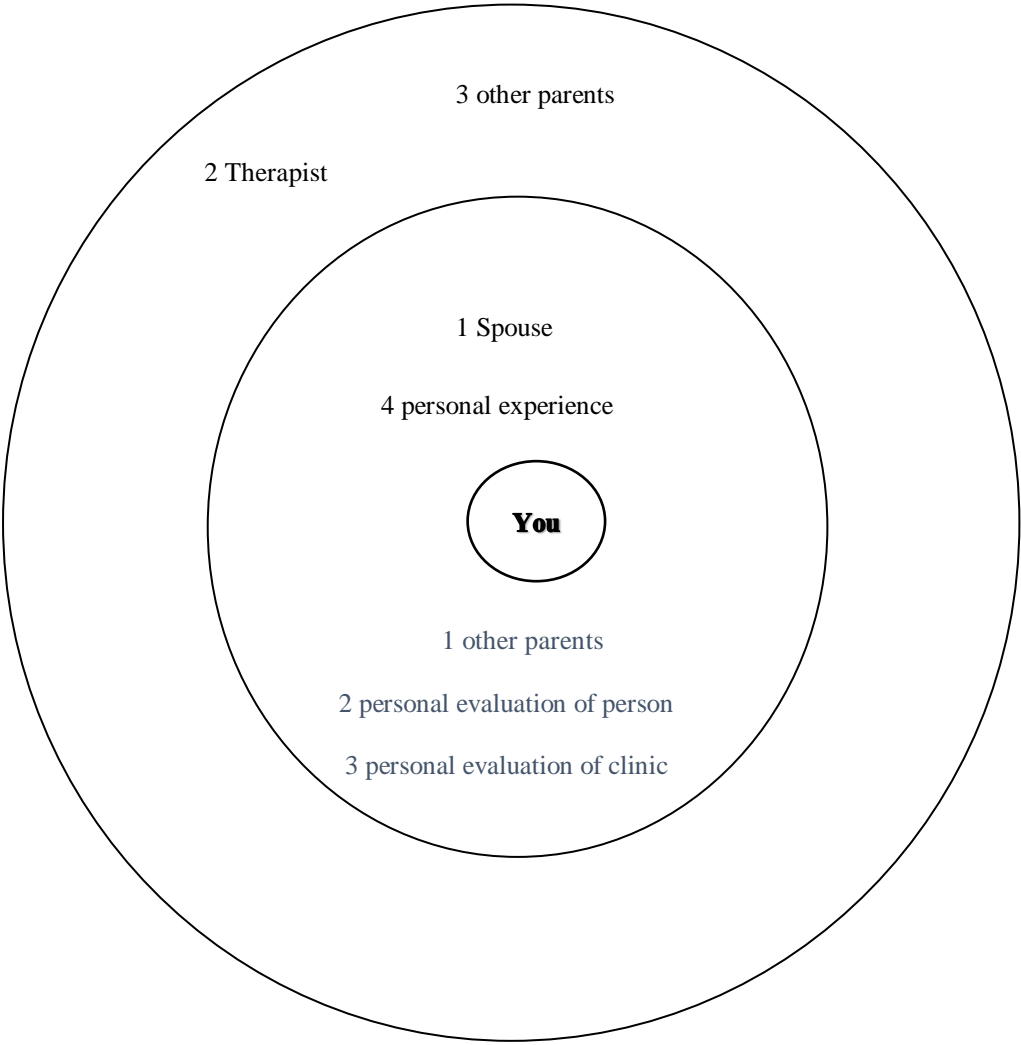 3 other parents
2 Therapist
1 Spouse
4 personal experience
You
1 other parents
2 personal evaluation of person
3 personal evaluation of clinic